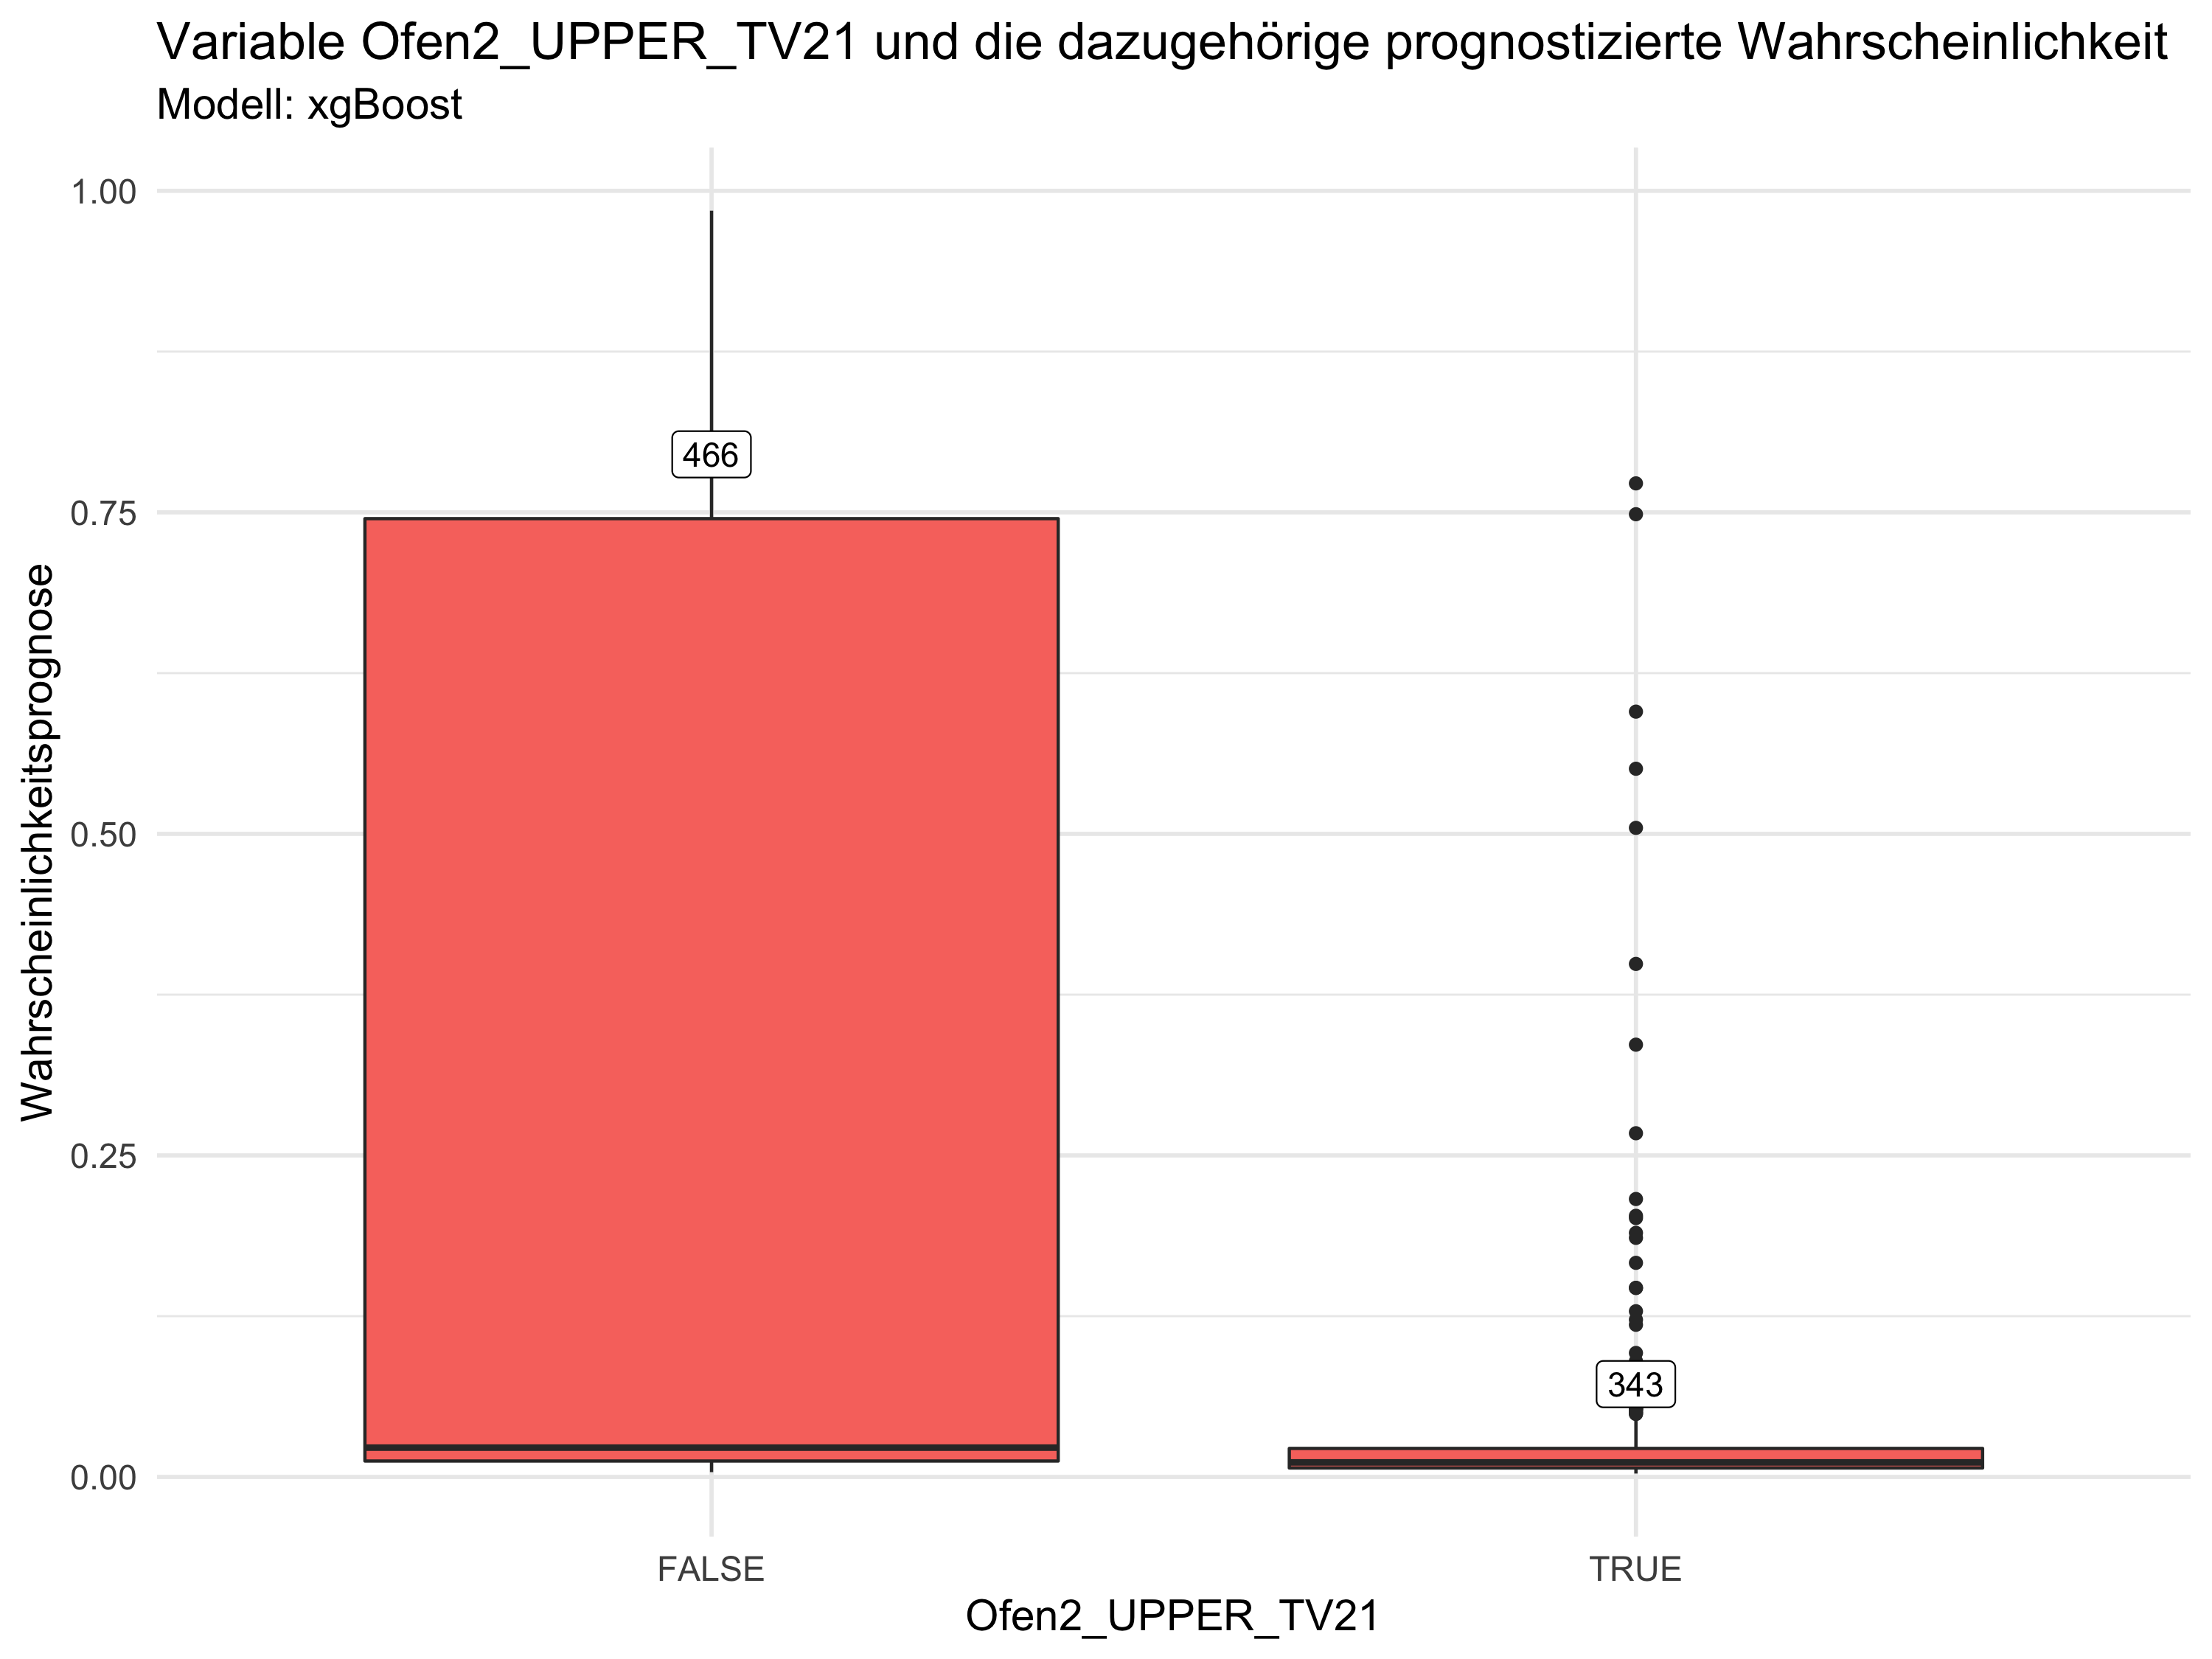 Variable Ofen2_UPPER_TV21 und die dazugehörige prognostizierte Wahrscheinlichkeit
Modell: xgBoost
Wahrscheinlichkeitsprognose
1.00
0.75
0.50
0.25
0.00
466
343
FALSE
TRUE
Ofen2_UPPER_TV21